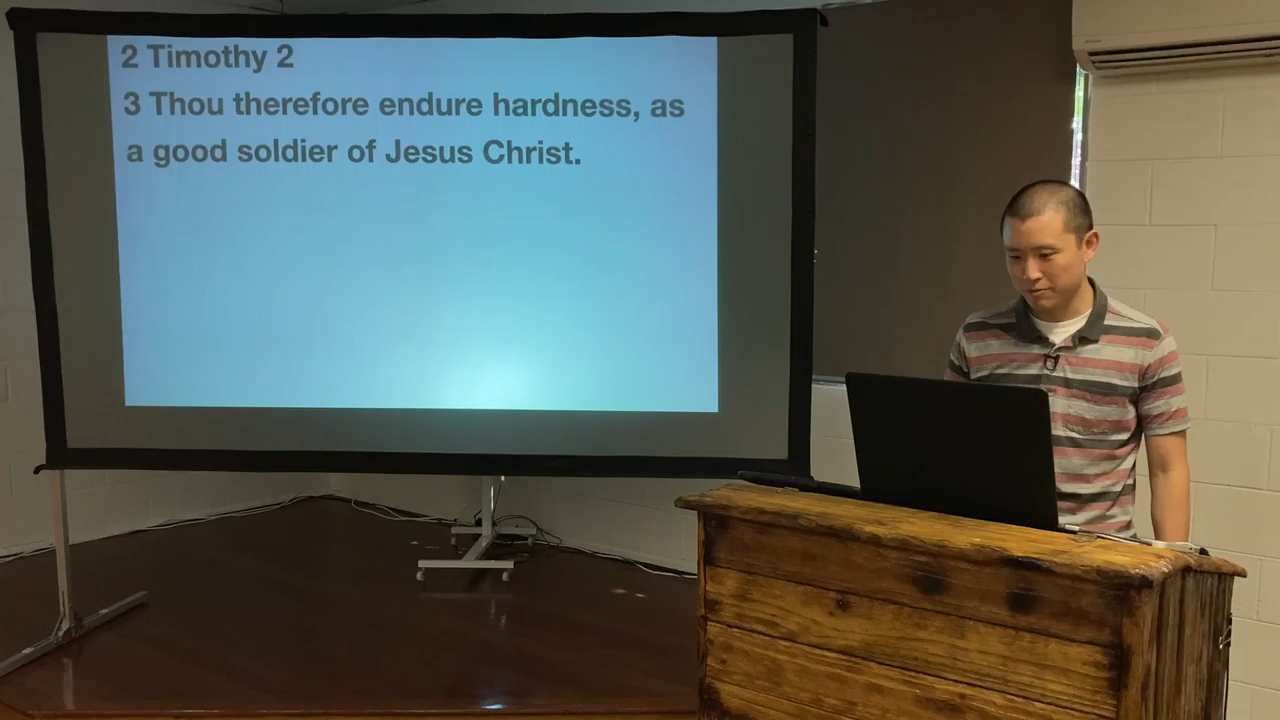 2 Timothy 2
3 Thou therefore endure hardness, as
a good soldier of Jesus Christ.